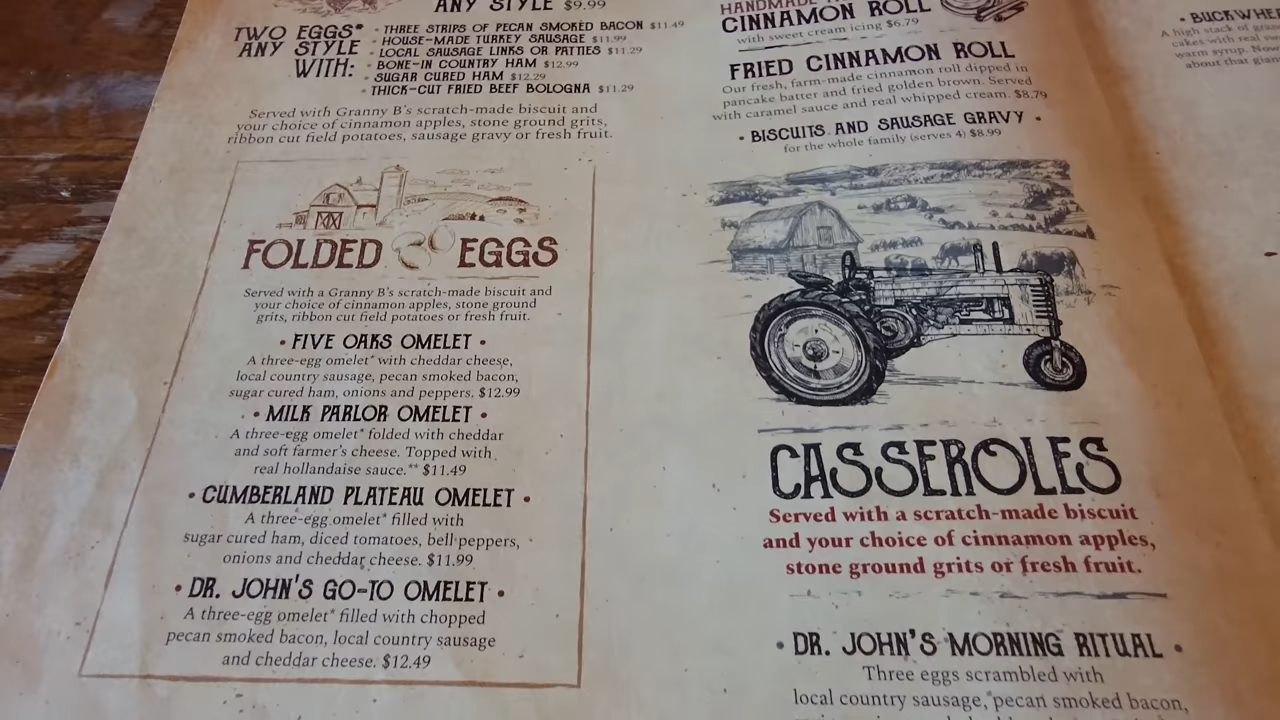 ANY STYLE $9.99
TWO EGGS*
ANY STYLE
WITH:
• THREE STRIPS OF PECAN SMOKED BACON $11.49
• HOUSE-MADE TURKEY SAUSAGE $11.99
• LOCAL SAUSAGE LINKS OR PATTIES $11.29
• BONE-IN COUNTRY HAM $12.99
• SUGAR CURED HAM $12.29
• THICK-CUT FRIED BEEF BOLOGNA $11.29
Served with Granny B's scratch-made biscuit and
your choice of cinnamon apples, stone ground grits,
ribbon cut field potatoes, sausage gravy or fresh fruit.
FOLDED EGGS
Served with a Granny B's scratch-made biscuit and
your choice of cinnamon apples, stone ground
grits, ribbon cut field potatoes or fresh fruit.
• FIVE OAKS OMELET •
A three-egg omelet* with cheddar cheese,
local country sausage, pecan smoked bacon,
sugar cured ham, onions and peppers. $12.99
• MILK PARLOR OMELET •
A three-egg omelet* folded with cheddar
and soft farmer's cheese. Topped with
real hollandaise sauce.** $11.49
• CUMBERLAND PLATEAU OMELET •
A three-egg omelet* filled with
sugar cured ham, diced tomatoes, bell peppers,
onions and cheddar cheese. $11.99
• DR. JOHN'S GO-TO OMELET •
A three-egg omelet* filled with chopped
pecan smoked bacon, local country sausage
and cheddar cheese. $12.49
HANDMADE
CINNAMON ROLL
with sweet cream icing $6.79
FRIED CINNAMON ROLL
Our fresh, farm-made cinnamon roll dipped in
pancake batter and fried golden brown. Served
with caramel sauce and real whipped cream. $8.79
• BISCUITS AND SAUSAGE GRAVY •
for the whole family (serves 4) $8.99
CASSEROLES
Served with a scratch-made biscuit
and your choice of cinnamon apples,
stone ground grits or fresh fruit.
• DR. JOHN'S MORNING RITUAL •
Three eggs scrambled with
local country sausage, pecan smoked bacon,
• BUCKWHE
A high stack of
cakes with real
warm syrup. Now
about that gian